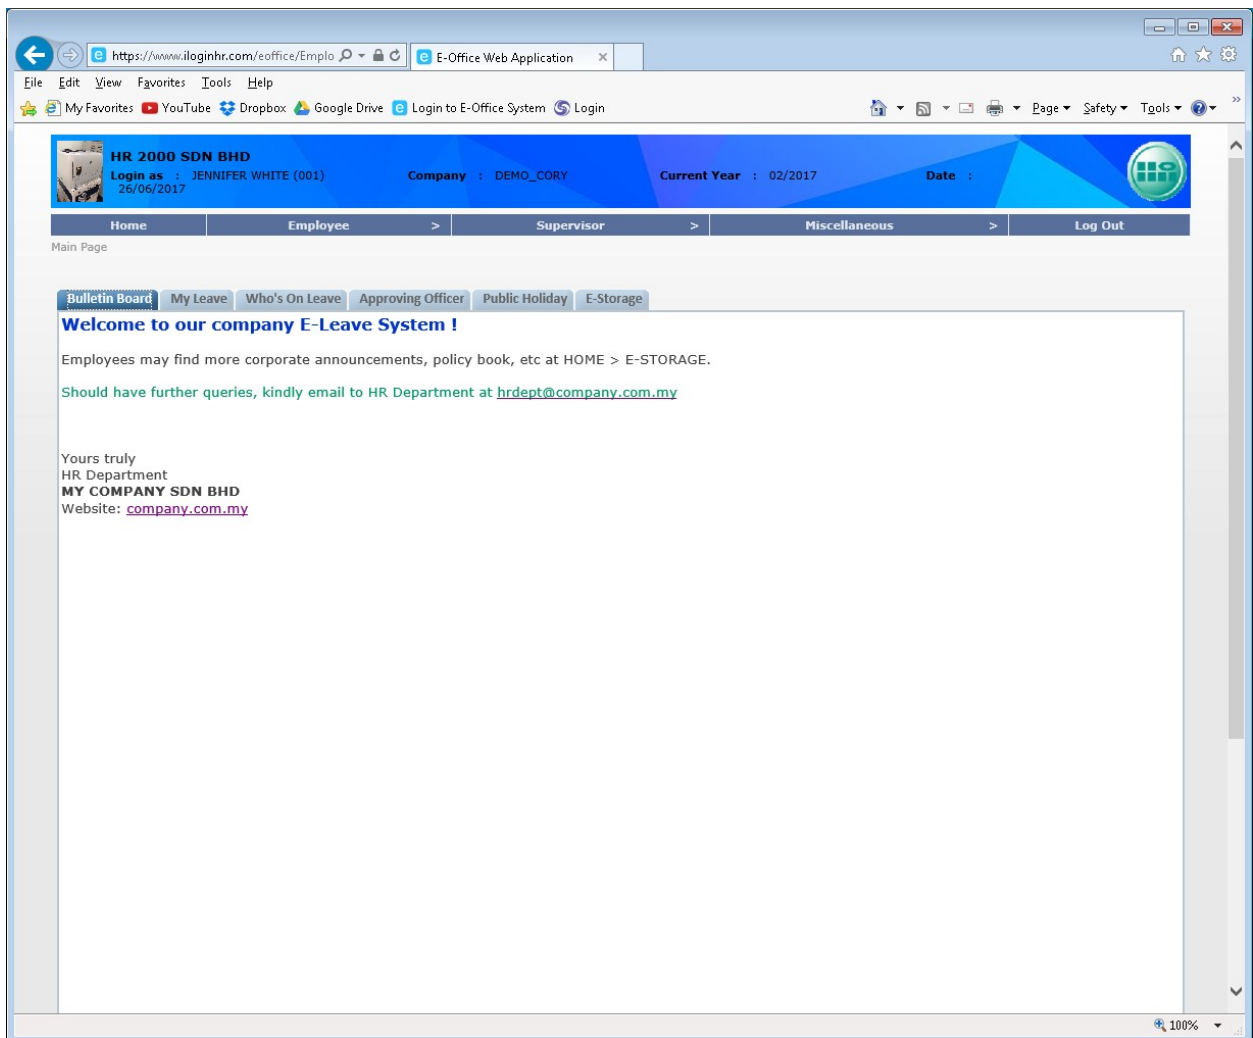 https://www.iloginhr.com/eoffice/Emplo
E-Office Web Application
File Edit View Favorites Tools Help
My Favorites YouTube Dropbox Google Drive Login to E-Office System Login Page Safety Tools
HR 2000 SDN BHD
Login as : JENNIFER WHITE (001) Company : DEMO_CORY Current Year : 02/2017 Date :
26/06/2017
Home Employee > Supervisor > Miscellaneous > Log Out
Main Page
Bulletin Board My Leave Who's On Leave Approving Officer Public Holiday E-Storage
Welcome to our company E-Leave System !
Employees may find more corporate announcements, policy book, etc at HOME > E-STORAGE.
Should have further queries, kindly email to HR Department at hrdept@company.com.my
Yours truly
HR Department
MY COMPANY SDN BHD
Website: company.com.my
100%